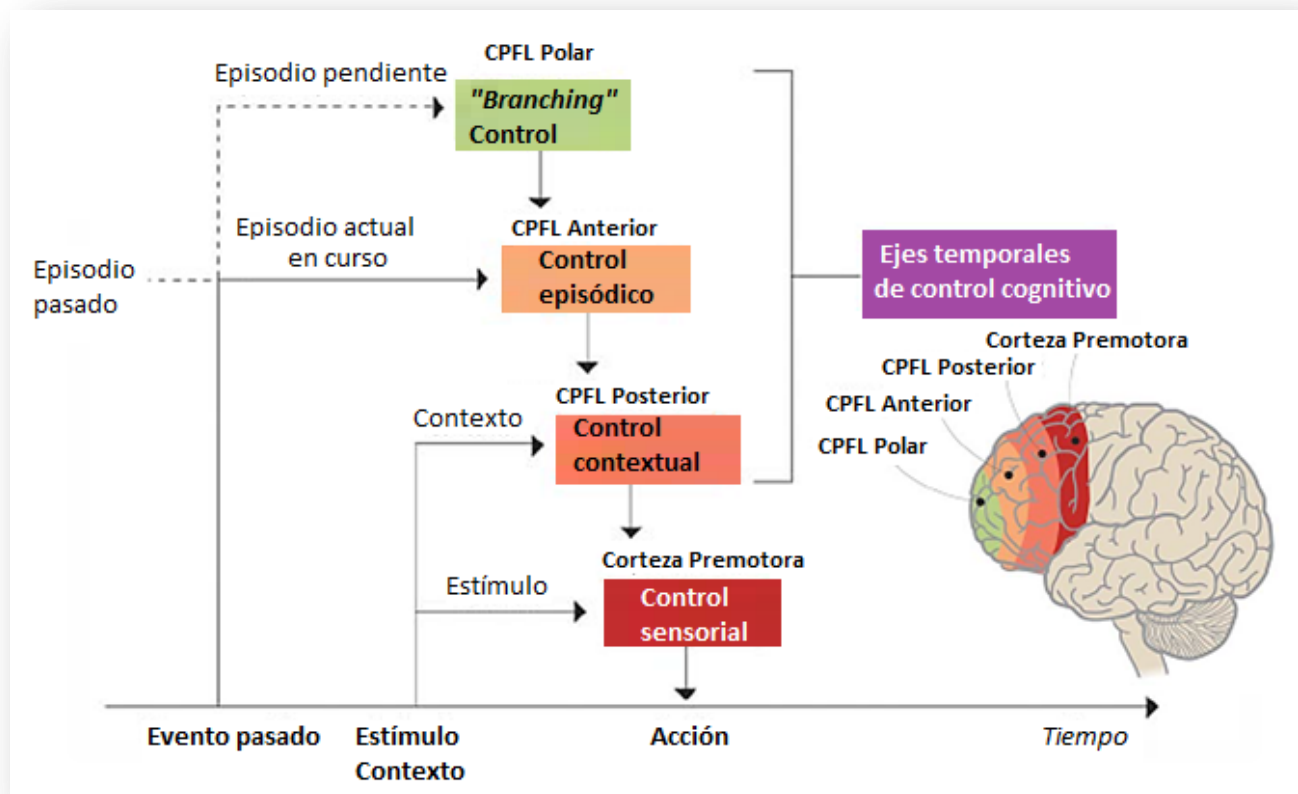 CPFL Polar
Episodio pendiente
"Branching"
Control
CPFL Anterior
Episodio actual
en curso
Control
episódico
Episodio
pasado
Ejes temporales
de control cognitivo
Corteza Premotora
CPFL Posterior
CPFL Anterior
CPFL Polar
CPFL Posterior
Contexto
Control
contextual
Corteza Premotora
Estímulo
Control
sensorial
Evento pasado
Estímulo
Contexto
Acción
Tiempo